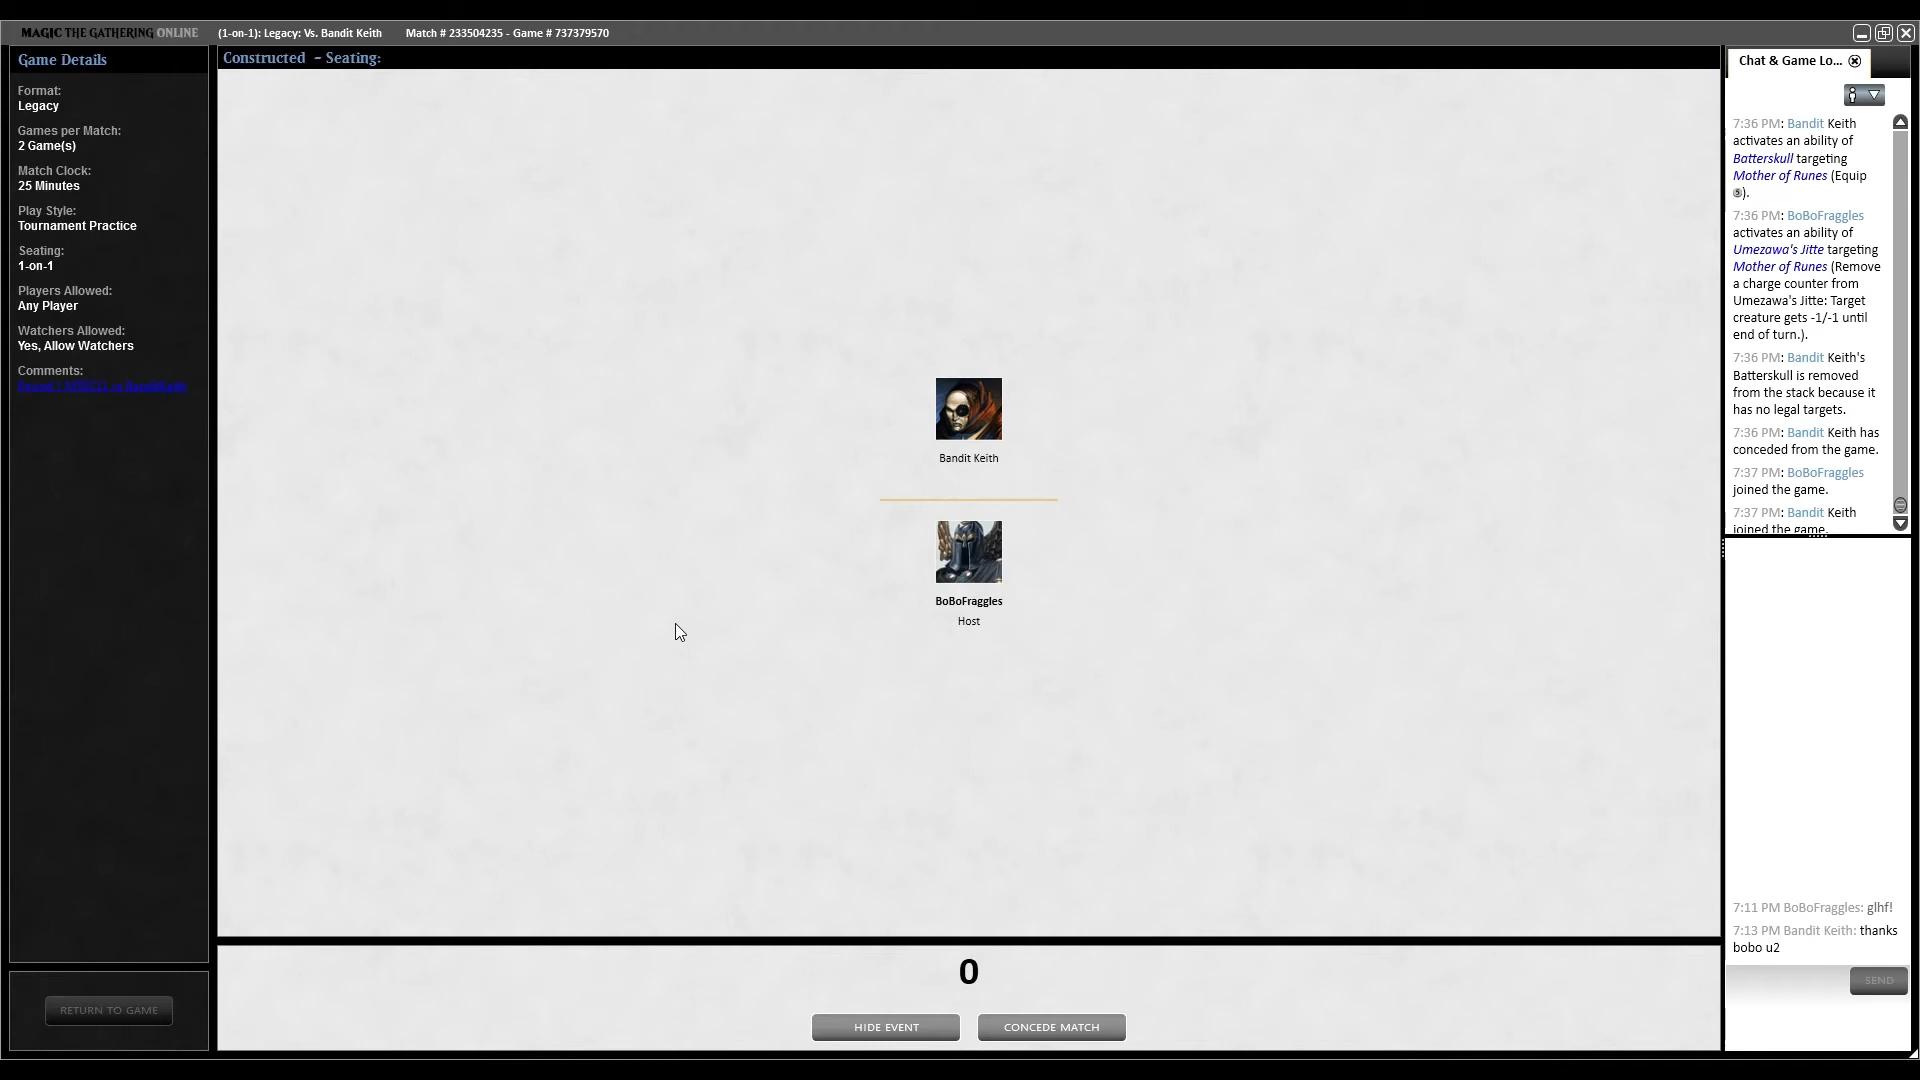 MAGIC THE GATHERING ONLINE (1-on-1): Legacy: Vs. Bandit Keith Match # 233504235 - Game # 737379570
Game Details
Format:
Legacy
Games per Match:
2 Game(s)
Match Clock:
25 Minutes
Play Style:
Tournament Practice
Seating:
1-on-1
Players Allowed:
Any Player
Watchers Allowed:
Yes, Allow Watchers
Comments:
RETURN TO GAME
Constructed - Seating:
Bandit Keith
BoBoFraggles
Host
0
HIDE EVENT CONCEDE MATCH
Chat & Game Lo...
7:36 PM: Bandit Keith
activates an ability of
Batterskull targeting
Mother of Runes (Equip
5).
7:36 PM: BoBoFraggles
activates an ability of
Umezawa's Jitte targeting
Mother of Runes (Remove
a charge counter from
Umezawa's Jitte: Target
creature gets -1/-1 until
end of turn.).
7:36 PM: Bandit Keith's
Batterskull is removed
from the stack because it
has no legal targets.
7:36 PM: Bandit Keith has
conceded from the game.
7:37 PM: BoBoFraggles
joined the game.
7:37 PM: Bandit Keith
joined the game.
7:11 PM BoBoFraggles: glhf!
7:13 PM Bandit Keith: thanks
bobo u2
SEND